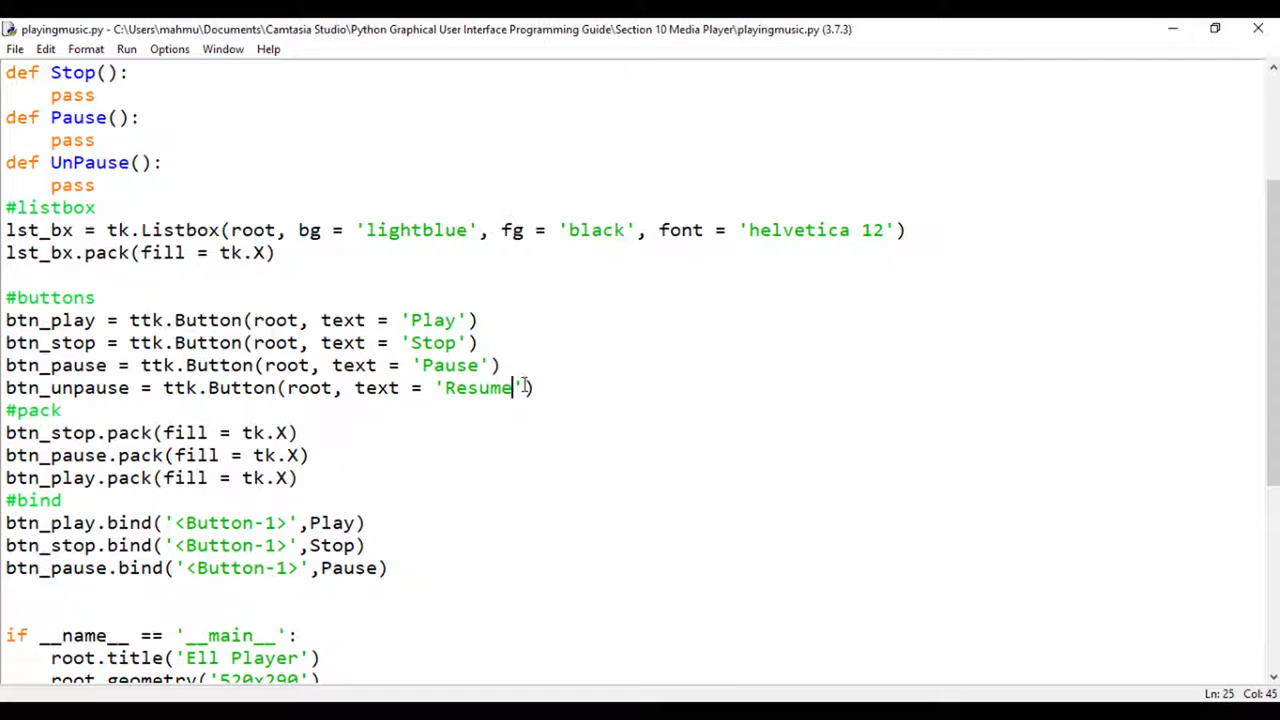 playingmusic.py - C:\Users\mahmu\Documents\Camtasia Studio\Python Graphical User Interface Programming Guide\Section 10 Media Player\playingmusic.py (3.7.3)
File Edit Format Run Options Window Help
def Stop():
    pass
def Pause():
    pass
def UnPause():
    pass
#listbox
lst_bx = tk.Listbox(root, bg = 'lightblue', fg = 'black', font = 'helvetica 12')
lst_bx.pack(fill = tk.X)
#buttons
btn_play = ttk.Button(root, text = 'Play')
btn_stop = ttk.Button(root, text = 'Stop')
btn_pause = ttk.Button(root, text = 'Pause')
btn_unpause = ttk.Button(root, text = 'Resume')
#pack
btn_stop.pack(fill = tk.X)
btn_pause.pack(fill = tk.X)
btn_play.pack(fill = tk.X)
#bind
btn_play.bind('<Button-1>',Play)
btn_stop.bind('<Button-1>',Stop)
btn_pause.bind('<Button-1>',Pause)
if __name__ == '__main__':
    root.title('Ell Player')
    root.geometry('520x290')
Ln: 25 Col: 45